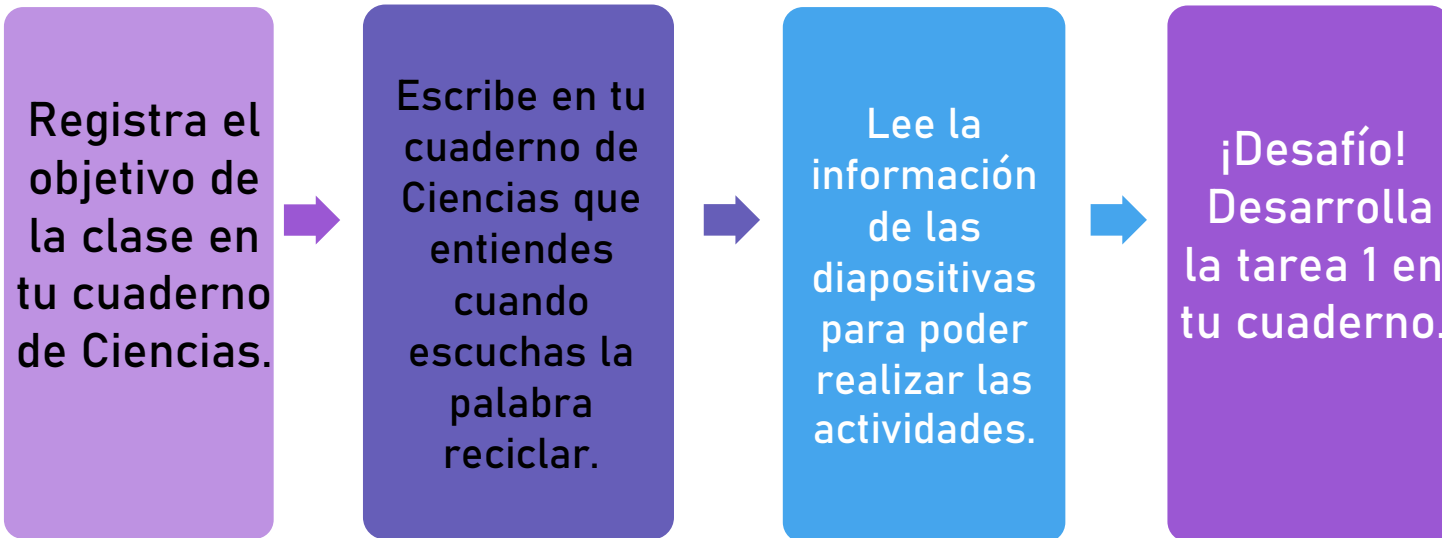 Registra el
objetivo de
la clase en
tu cuaderno
de Ciencias.
Escribe en tu
cuaderno de
Ciencias que
entiendes
cuando
escuchas la
palabra
reciclar.
Lee la
información
de las
diapositivas
para poder
realizar las
actividades.
¡Desafío!
Desarrolla
la tarea 1 en
tu cuaderno.